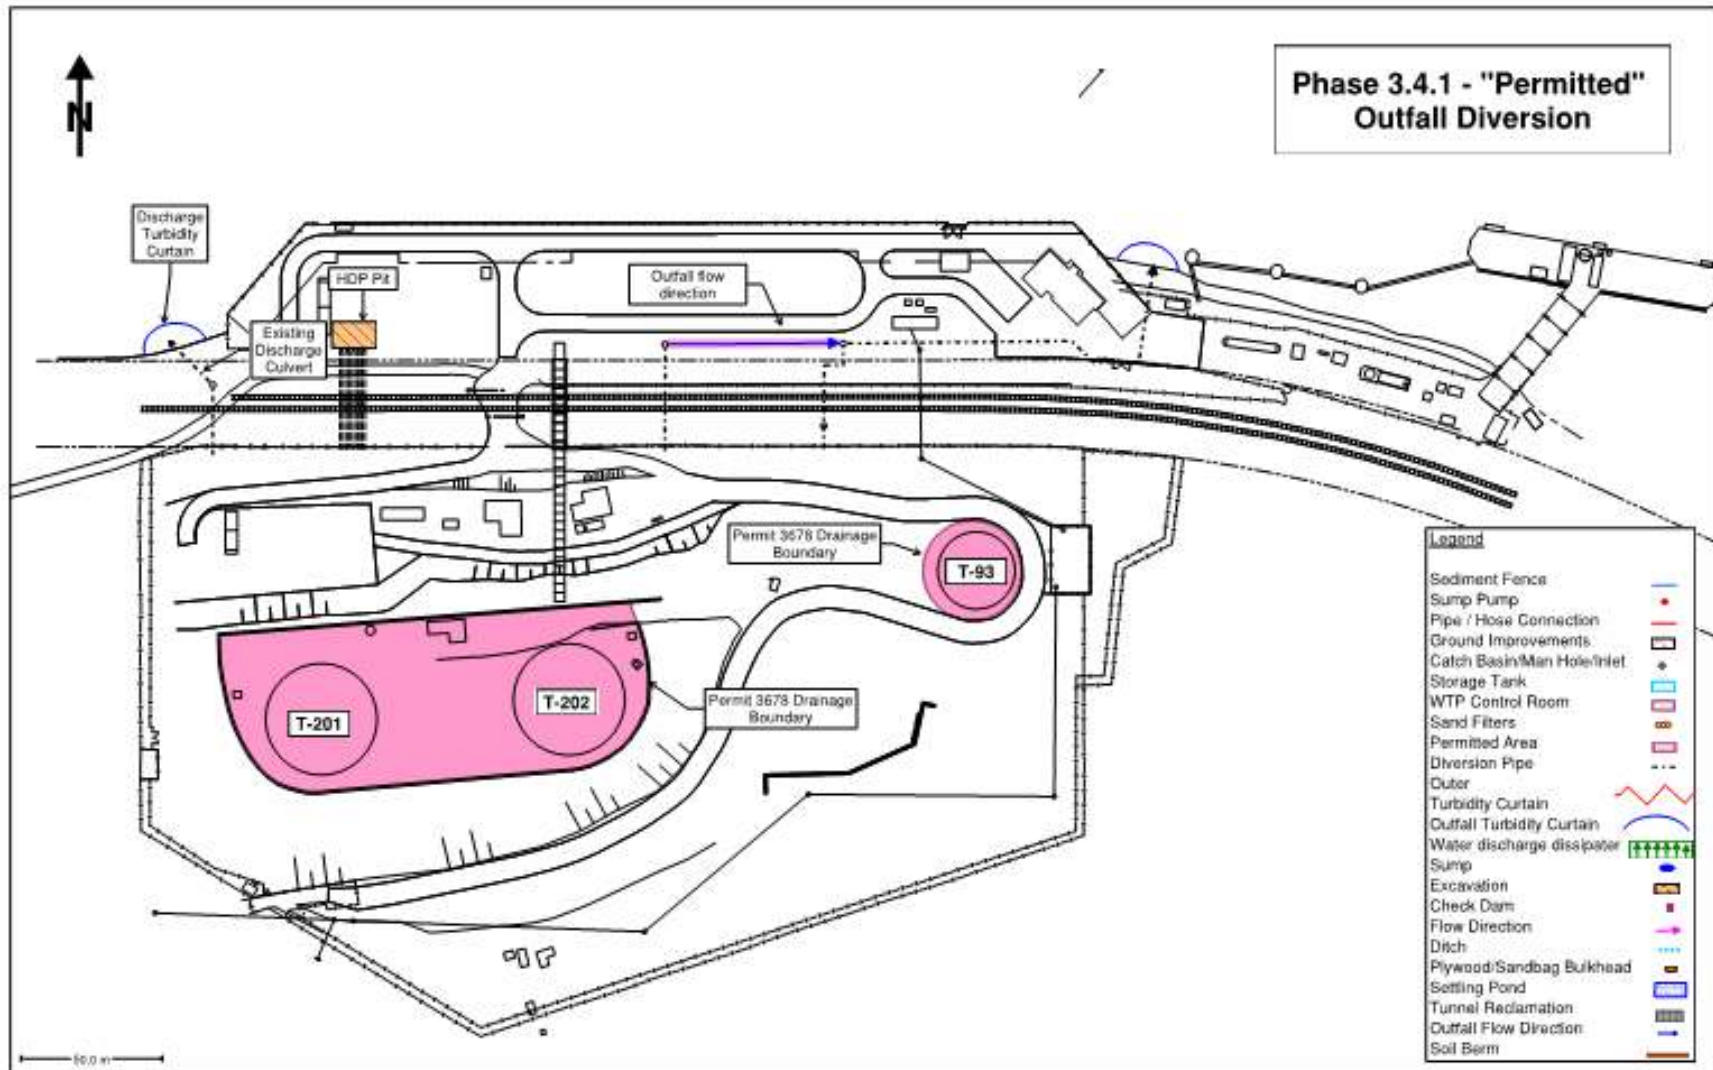 Phase 3.4.1 - "Permitted"
Outfall Diversion
N
Discharge
Turbidity
Curtain
HDP Pit
Outfall flow
direction
Existing
Discharge
Culvert
Permit 3678 Drainage
Boundary
T-93
T-201
T-202
Permit 3678 Drainage
Boundary
Legend
Sediment Fence
Sump Pump
Pipe / Hose Connection
Ground Improvements
Catch Basin/Man Hole/Inlet
Storage Tank
WTP Control Room
Sand Filters
Permitted Area
Diversion Pipe
Outer
Turbidity Curtain
Outfall Turbidity Curtain
Water discharge dissipater
Sump
Excavation
Check Dam
Flow Direction
Ditch
Plywood/Sandbag Bulkhead
Settling Pond
Tunnel Reclamation
Outfall Flow Direction
Soil Berm
50.0 m